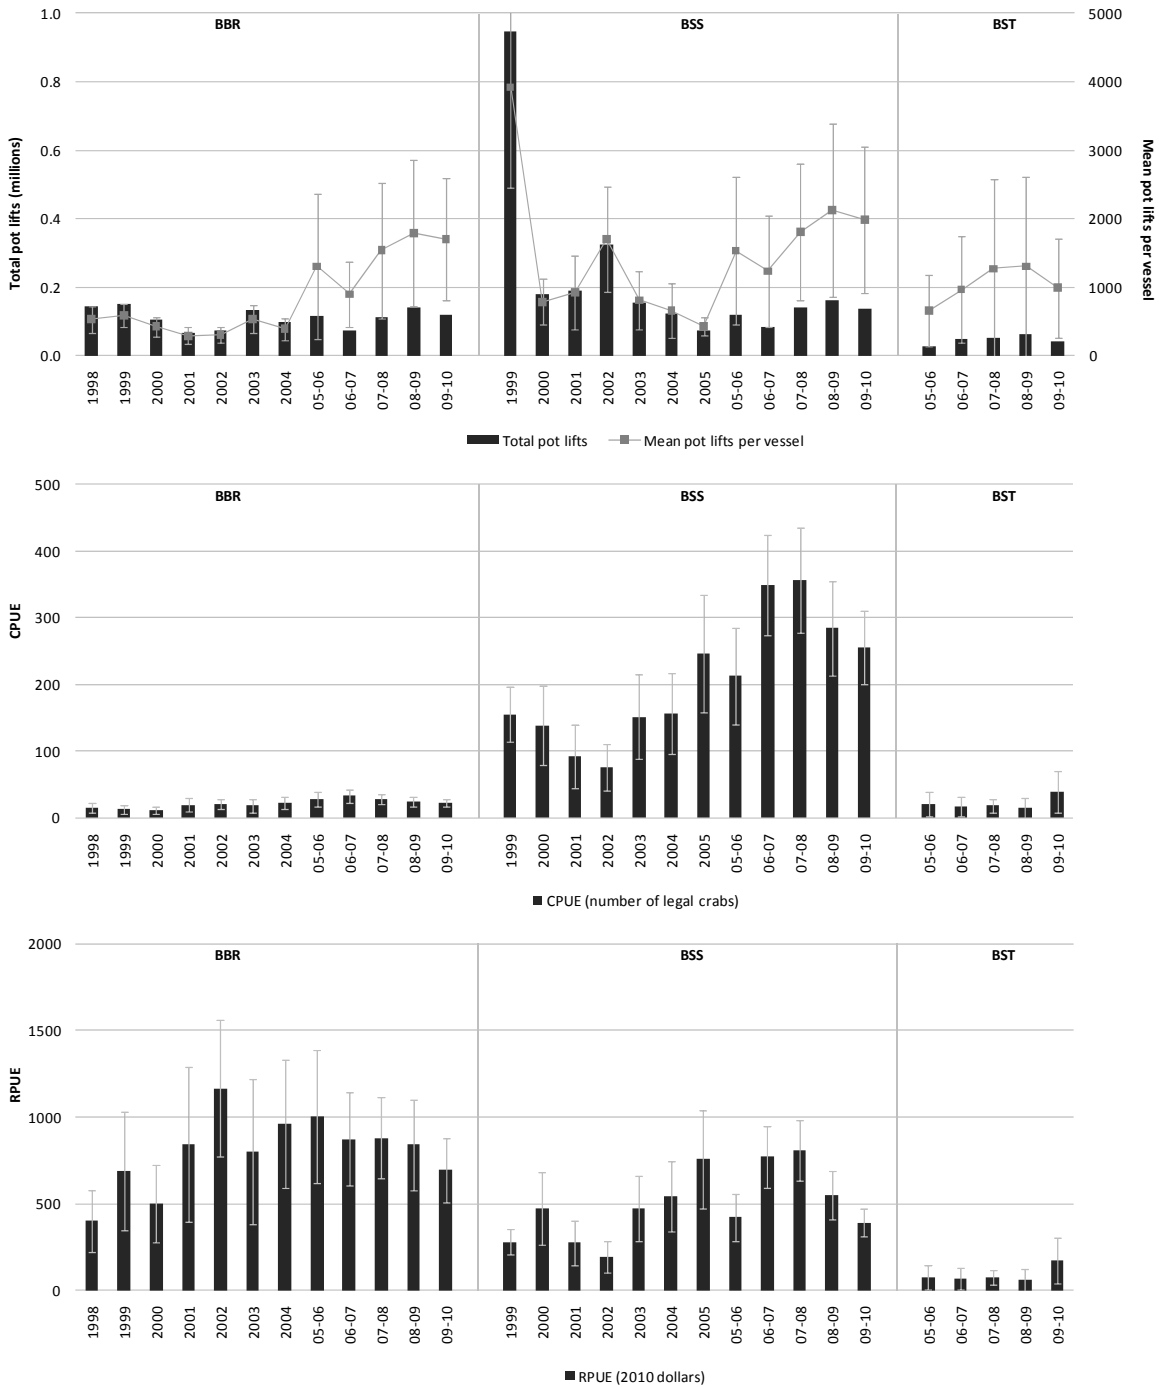 BBR BSS BST
1.0 5000
0.8 4000
0.6 3000
0.4 2000
0.2 1000
0.0 0
Total pot lifts (millions)
Mean pot lifts per vessel
1998 1999 2000 2001 2002 2003 2004 05-06 06-07 07-08 08-09 09-10 1999 2000 2001 2002 2003 2004 2005 05-06 06-07 07-08 08-09 09-10 05-06 06-07 07-08 08-09 09-10
Total pot lifts Mean pot lifts per vessel
500
BBR BSS BST
400
300
200
100
0
CPUE
1998 1999 2000 2001 2002 2003 2004 05-06 06-07 07-08 08-09 09-10 1999 2000 2001 2002 2003 2004 2005 05-06 06-07 07-08 08-09 09-10 05-06 06-07 07-08 08-09 09-10
CPUE (number of legal crabs)
2000
BBR BSS BST
1500
1000
500
0
RPUE
1998 1999 2000 2001 2002 2003 2004 05-06 06-07 07-08 08-09 09-10 1999 2000 2001 2002 2003 2004 2005 05-06 06-07 07-08 08-09 09-10 05-06 06-07 07-08 08-09 09-10
RPUE (2010 dollars)